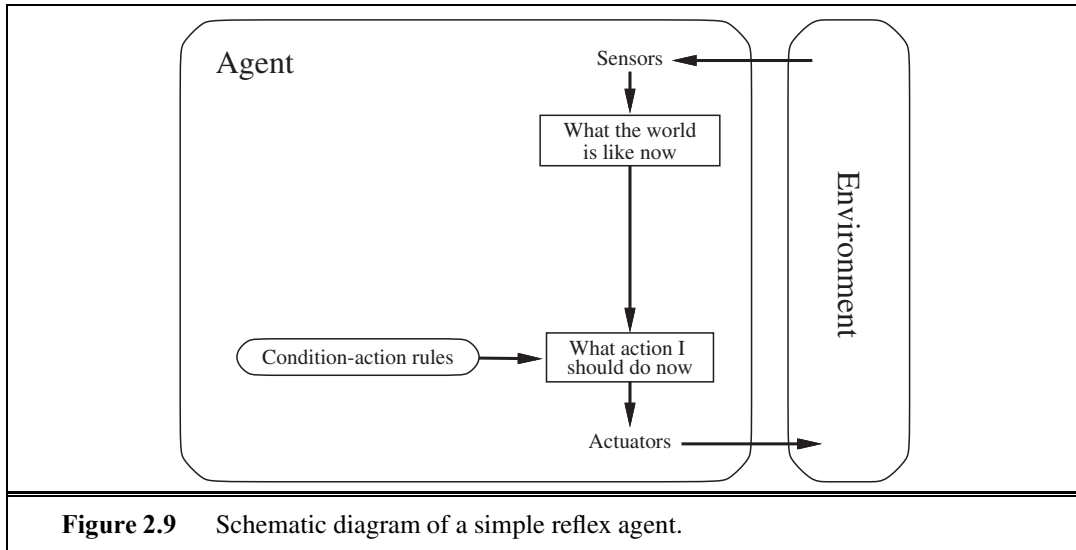 Agent
Sensors
What the world
is like now
Environment
Condition-action rules
What action I
should do now
Actuators
Figure 2.9 Schematic diagram of a simple reflex agent.